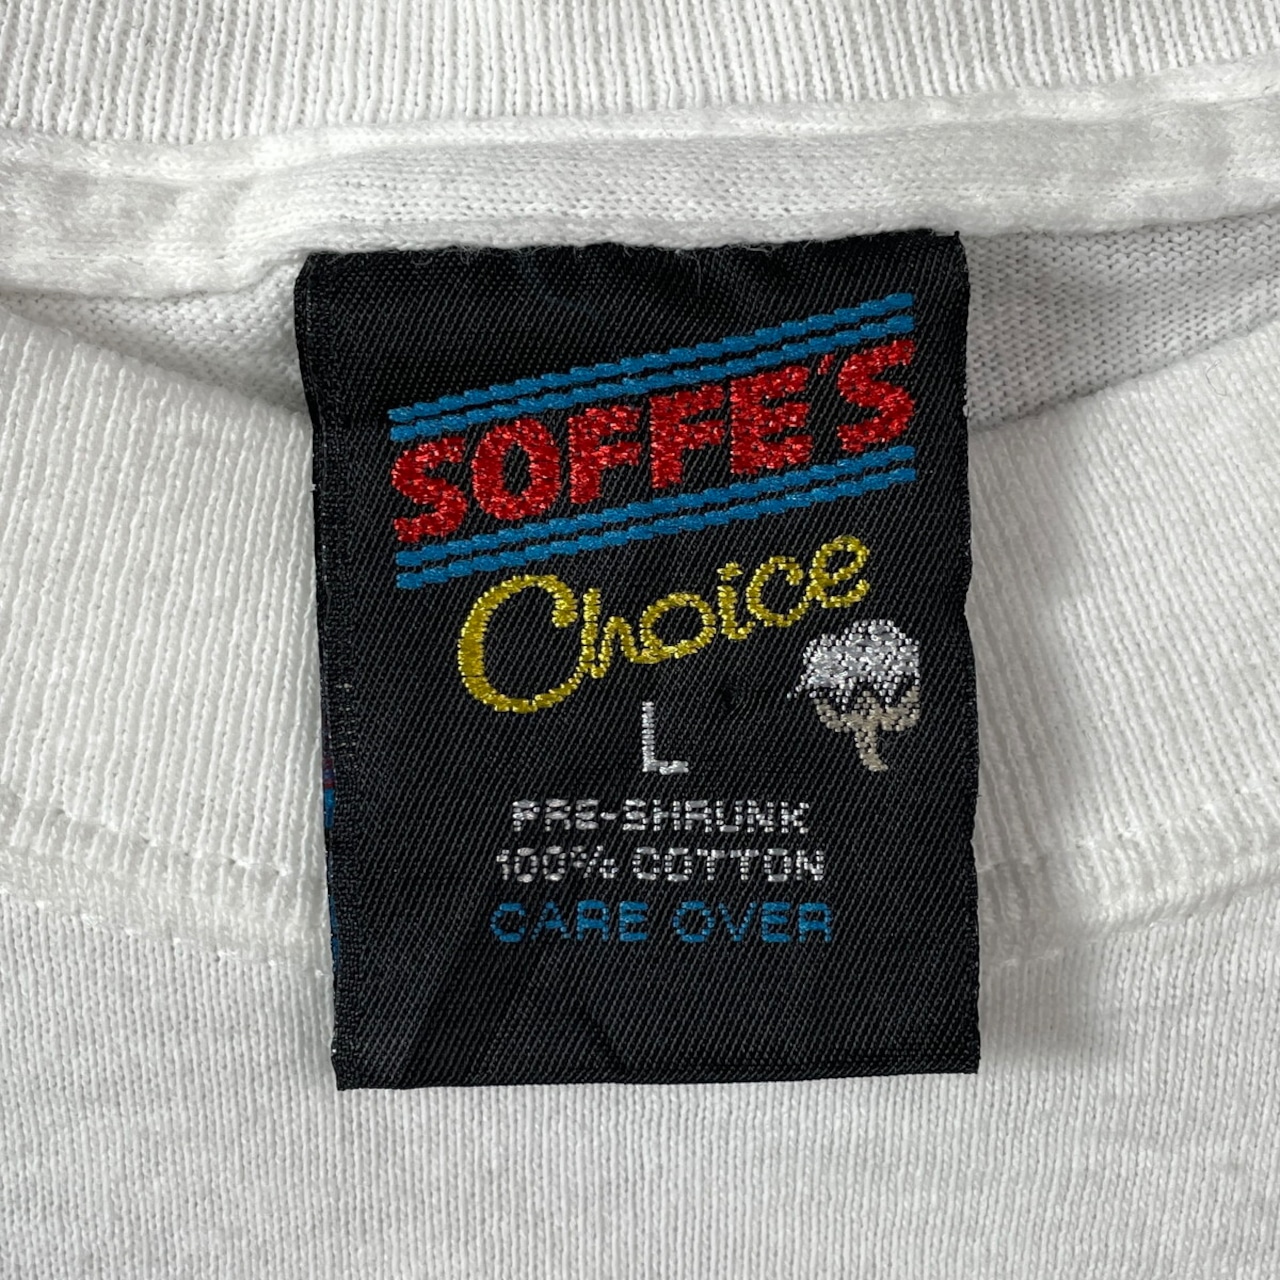 SOFFE'S
Choice
L
PRE-SHRUNK
100% COTTON
CARE OVER